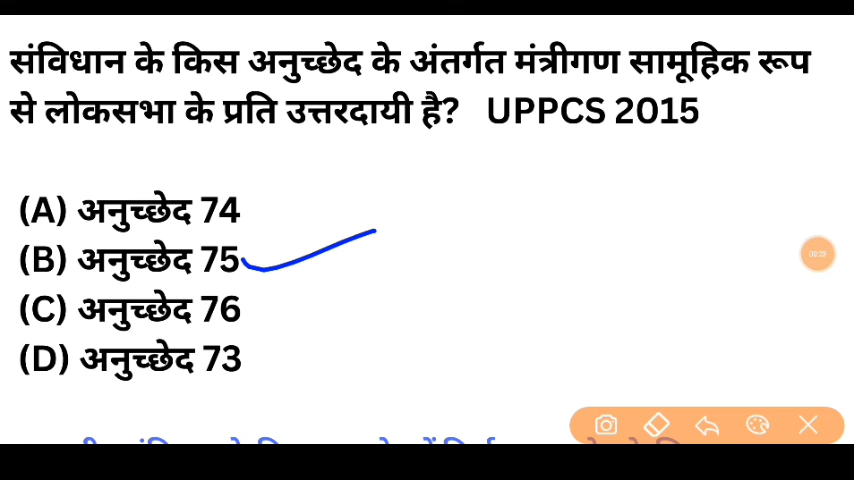 संविधान के किस अनुच्छेद के अंतर्गत मंत्रीगण सामूहिक रूप
से लोकसभा के प्रति उत्तरदायी है? UPPCS 2015
(A) अनुच्छेद 74
(B) अनुच्छेद 75
(C) अनुच्छेद 76
(D) अनुच्छेद 73